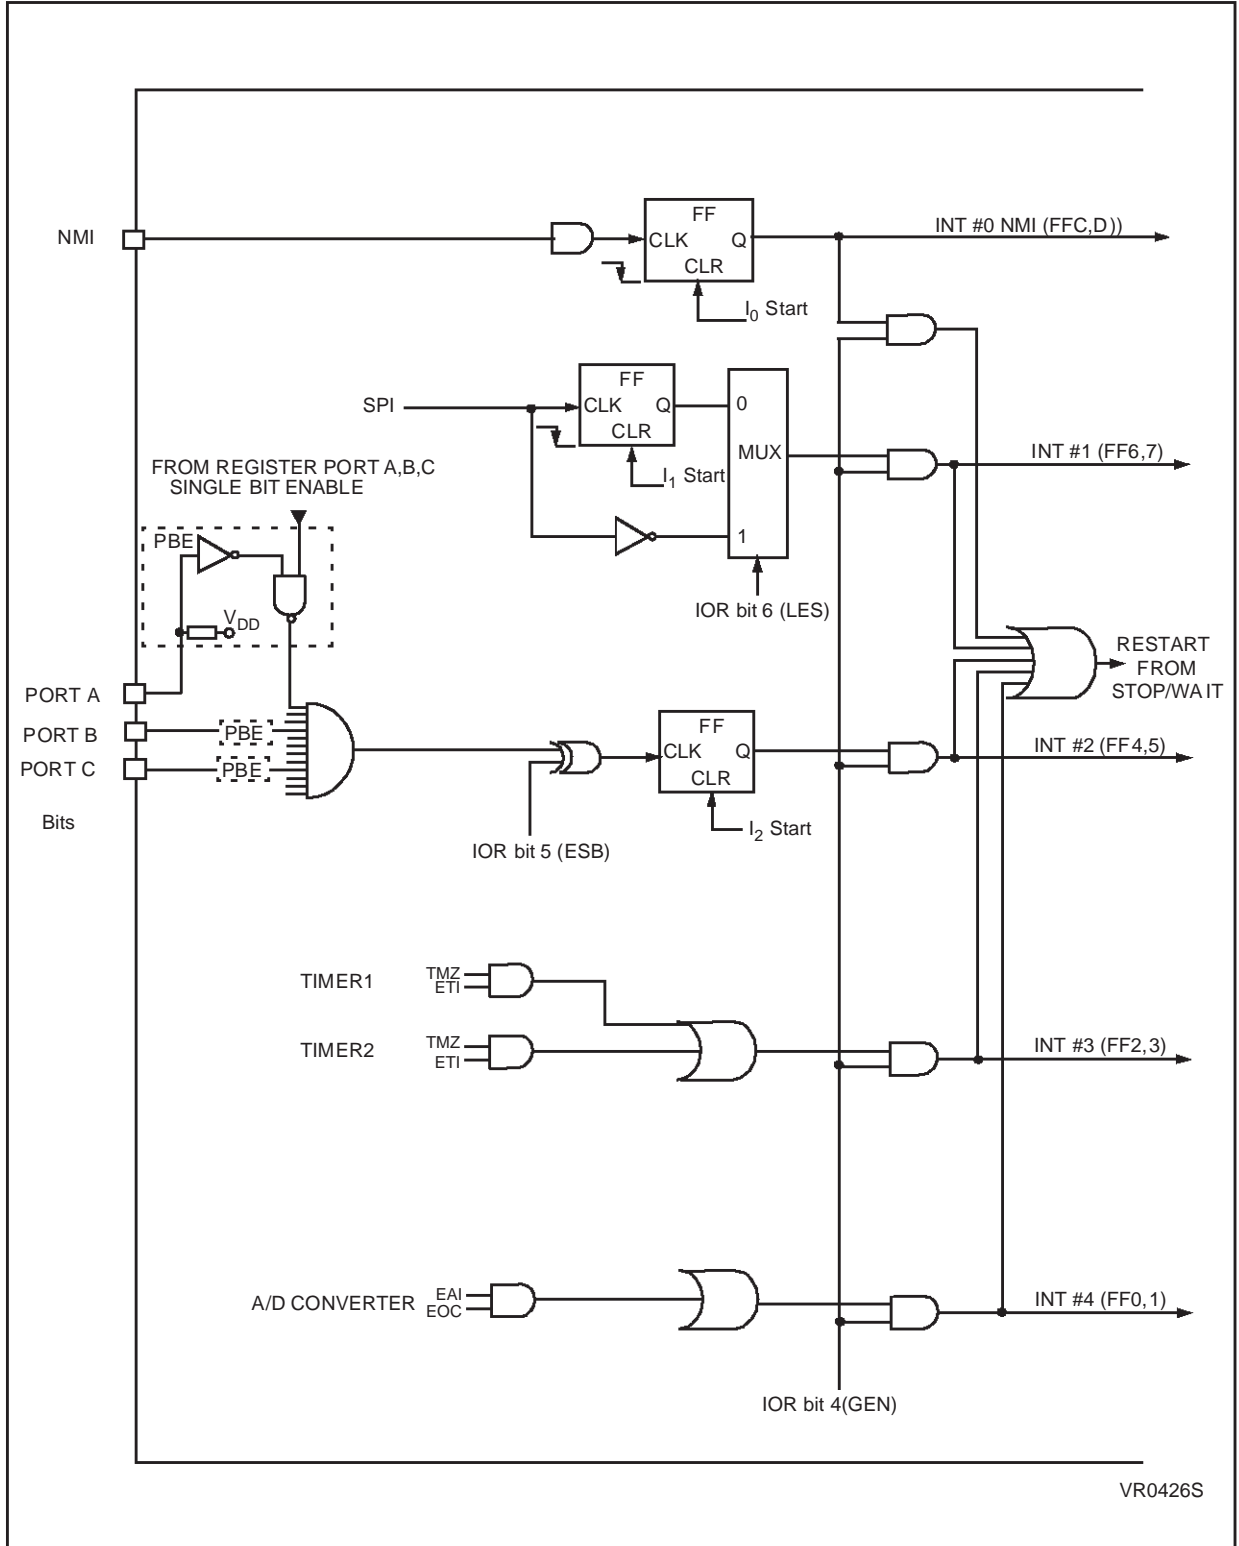 NMI
FF
CLK
Q
CLR
I0 Start
INT #0 NMI (FFC,D))
SPI
FF
CLK
Q
CLR
I1 Start
0
MUX
1
IOR bit 6 (LES)
INT #1 (FF6,7)
FROM REGISTER PORT A,B,C
SINGLE BIT ENABLE
PBE
VDD
PORT A
PORT B
PBE
PORT C
PBE
Bits
IOR bit 5 (ESB)
FF
CLK
Q
CLR
I2 Start
INT #2 (FF4,5)
RESTART
FROM
STOP/WAIT
TIMER1
TMZ
ETI
TIMER2
TMZ
ETI
INT #3 (FF2,3)
A/D CONVERTER
EAI
EOC
INT #4 (FF0,1)
IOR bit 4(GEN)
VR0426S